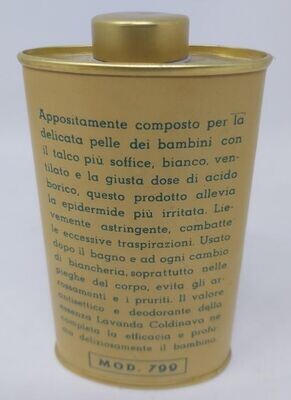 Appositamente composto per la
delicata pelle dei bambini con
il talco più soffice, bianco, ven-
tilato e la giusta dose di acido
borico, questo prodotto allevia
la epidermide più irritata. Lie-
vemente astringente, combatte
le eccessive traspirazioni. Usato
dopo il bagno e ad ogni cambio
di biancheria, soprattutto nelle
pieghe del corpo, evita gli ar-
rossamenti e i pruriti. Il valore
antisettico e deodorante della
essenza Lavanda Coldinava ne
completa la efficacia e profu-
ma deliziosamente il bambino.
MOD. 799